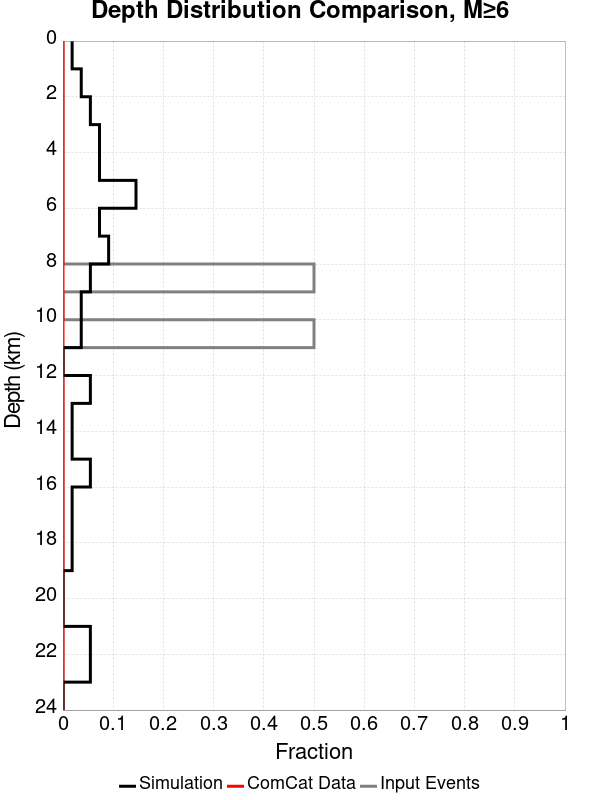 Depth Distribution Comparison, M≥6
0
2
4
6
8
10
12
14
16
18
20
22
24
Depth (km)
0 0.1 0.2 0.3 0.4 0.5 0.6 0.7 0.8 0.9 1
Fraction
Simulation ComCat Data Input Events